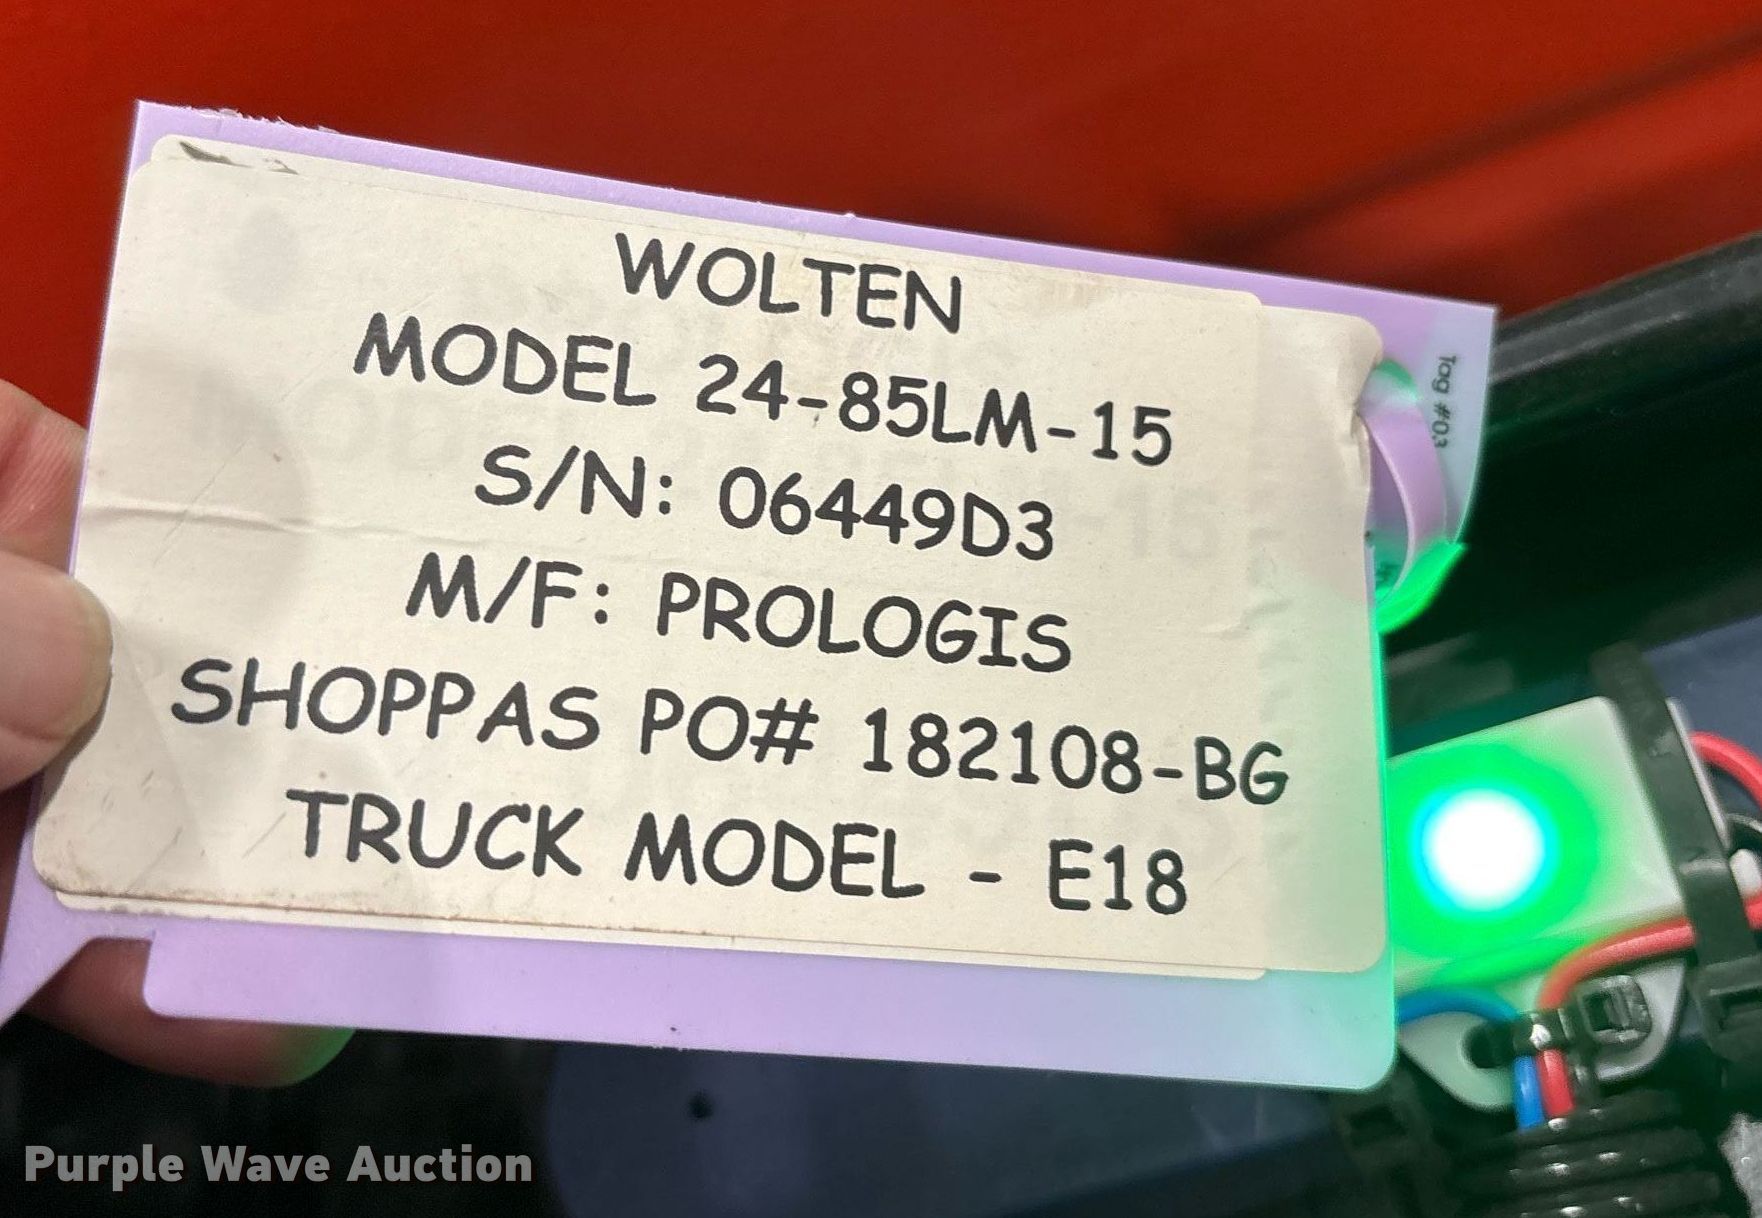 WOLTEN
MODEL 24-85LM-15
S/N: 06449D3
M/F: PROLOGIS
SHOPPAS PO# 182108-BG
TRUCK MODEL - E18
Tag #03
Purple Wave Auction